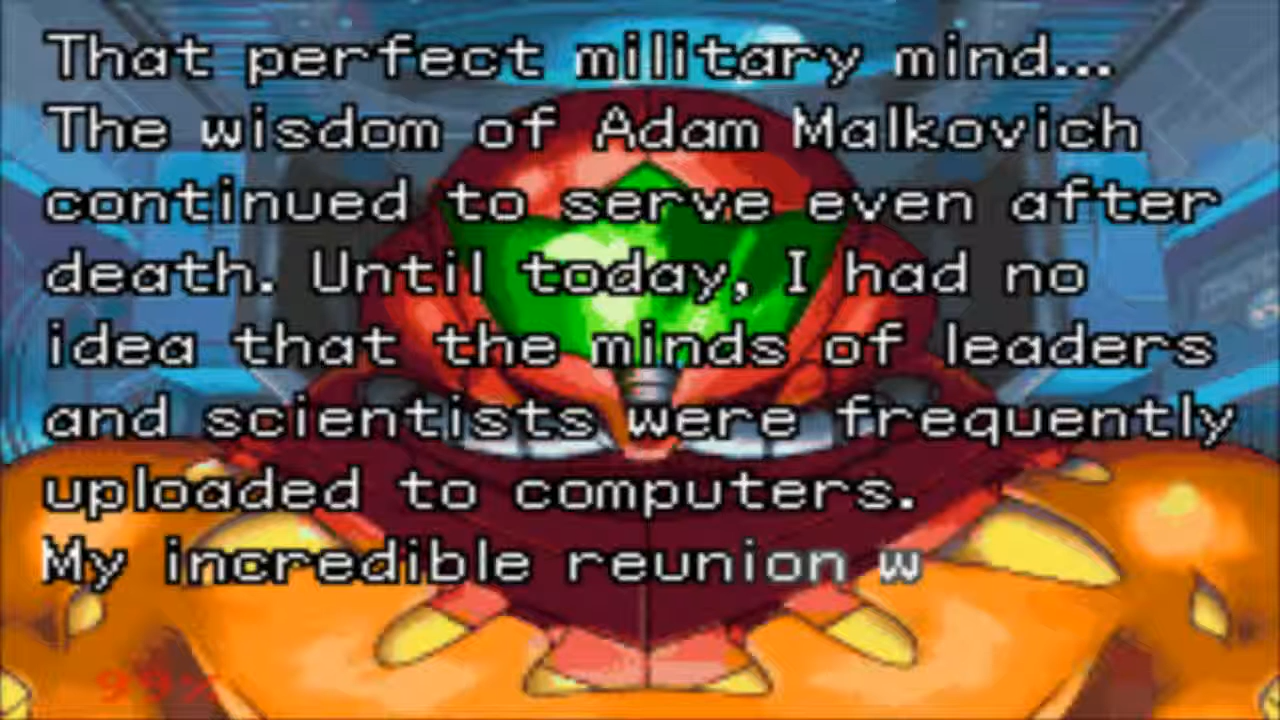 That perfect military mind...
The wisdom of Adam Malkovich
continued to serve even after
death. Until today, I had no
idea that the minds of leaders
and scientists were frequently
uploaded to computers.
My incredible reunion w
99%